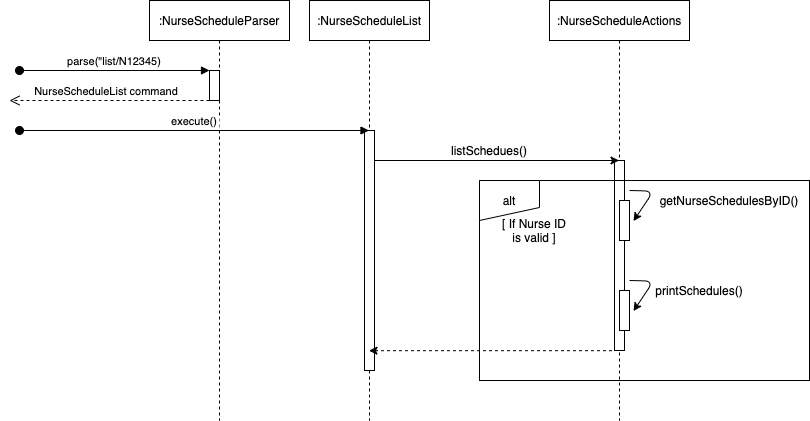 :NurseScheduleParser
:NurseScheduleList
:NurseScheduleActions
parse("list/N12345)
NurseScheduleList command
execute()
listSchedues()
alt
[ If Nurse ID
is valid ]
getNurseSchedulesByID()
printSchedules()